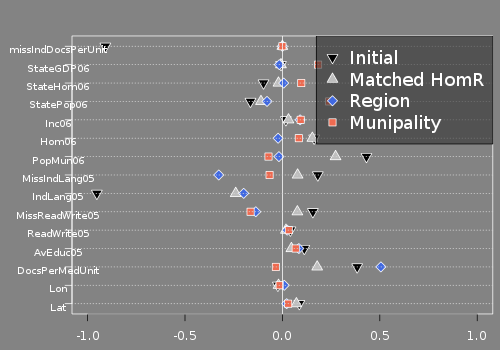 missIndDocsPerUnit
StateGDP06
StateHom06
StatePop06
Inc06
Hom06
PopMun06
MissIndLang05
IndLang05
MissReadWrite05
ReadWrite05
AvEduc05
DocsPerMedUnit
Lon
Lat
Initial
Matched HomR
Region
Munipality
-1.0 -0.5 0.0 0.5 1.0